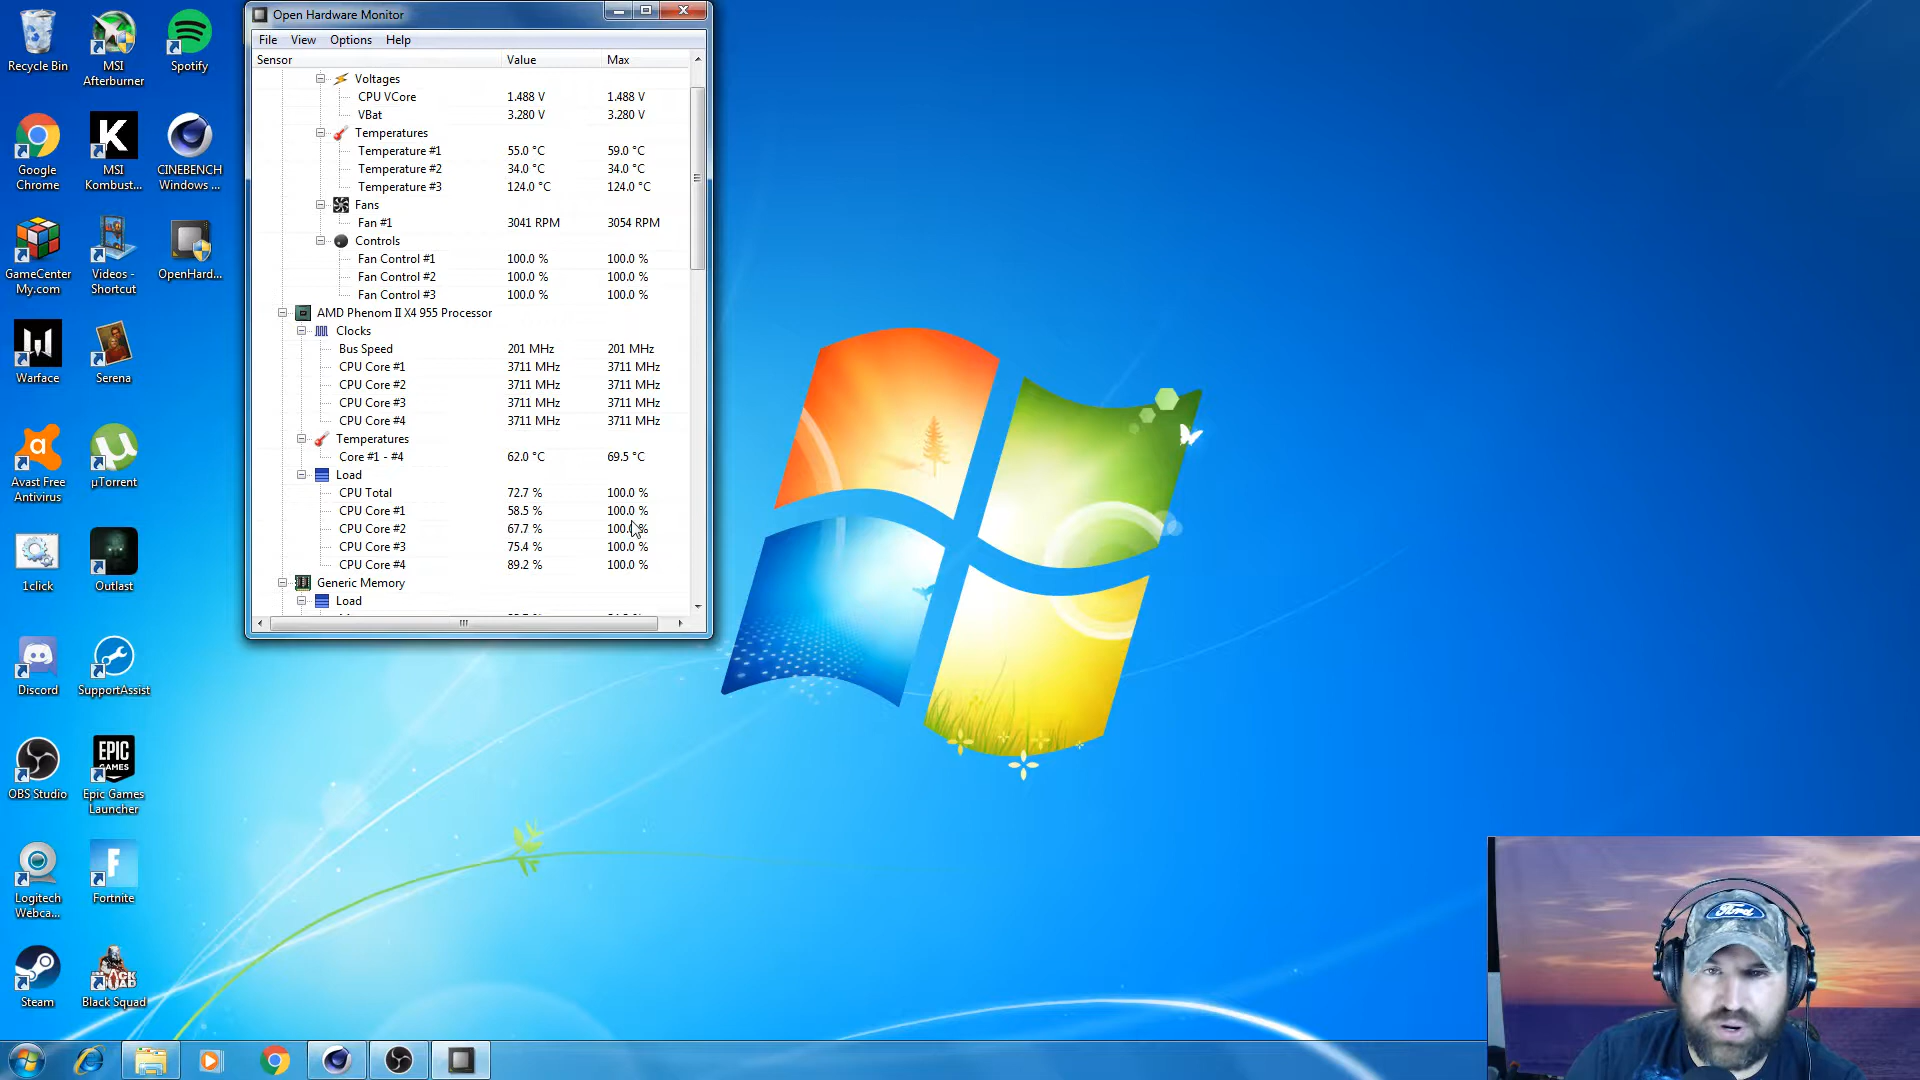 Open Hardware Monitor
File View Options Help
Sensor Value Max
Voltages
CPU VCore 1.488 V 1.488 V
VBat 3.280 V 3.280 V
Temperatures
Temperature #1 55.0 °C 59.0 °C
Temperature #2 34.0 °C 34.0 °C
Temperature #3 124.0 °C 124.0 °C
Fans
Fan #1 3041 RPM 3054 RPM
Controls
Fan Control #1 100.0 % 100.0 %
Fan Control #2 100.0 % 100.0 %
Fan Control #3 100.0 % 100.0 %
AMD Phenom II X4 955 Processor
Clocks
Bus Speed 201 MHz 201 MHz
CPU Core #1 3711 MHz 3711 MHz
CPU Core #2 3711 MHz 3711 MHz
CPU Core #3 3711 MHz 3711 MHz
CPU Core #4 3711 MHz 3711 MHz
Temperatures
Core #1 - #4 62.0 °C 69.5 °C
Load
CPU Total 72.7 % 100.0 %
CPU Core #1 58.5 % 100.0 %
CPU Core #2 67.7 % 100.0 %
CPU Core #3 75.4 % 100.0 %
CPU Core #4 89.2 % 100.0 %
Generic Memory
Load
Recycle Bin
MSI
Afterburner
Spotify
Google
Chrome
K
MSI
Kombust...
CINEBENCH
Windows ...
GameCenter
My.com
Videos -
Shortcut
OpenHard...
Warface
Serena
Avast Free
Antivirus
µTorrent
1click
Outlast
Discord
SupportAssist
OBS Studio
EPIC
GAMES
Epic Games
Launcher
Logitech
Webca...
F
Fortnite
Steam
Black Squad
Ford